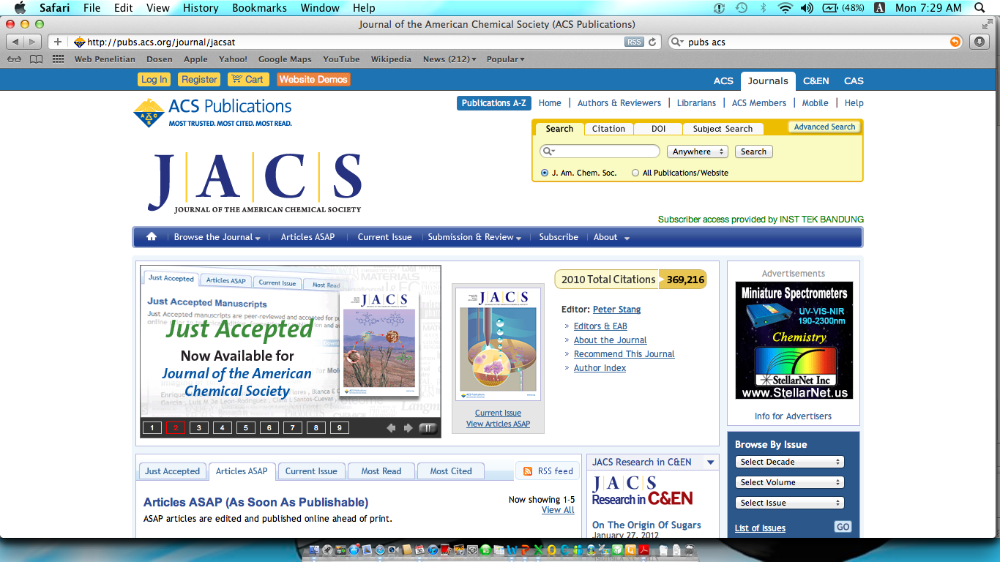 Safari File Edit View History Bookmarks Window Help (48%) Mon 7:29 AM
Journal of the American Chemical Society (ACS Publications)
http://pubs.acs.org/journal/jacsat RSS pubs acs
Web Penelitian Dosen Apple Yahoo! Google Maps YouTube Wikipedia News (212) Popular
Log In Register Cart Website Demos ACS Journals C&EN CAS
ACS Publications
MOST TRUSTED. MOST CITED. MOST READ.
Publications A-Z Home | Authors & Reviewers | Librarians | ACS Members | Mobile | Help
Search Citation DOI Subject Search Advanced Search
Anywhere Search
J. Am. Chem. Soc. All Publications/Website
J|A|C|S
JOURNAL OF THE AMERICAN CHEMICAL SOCIETY
Subscriber access provided by INST TEK BANDUNG
Browse the Journal Articles ASAP Current Issue Submission & Review Subscribe About
Just Accepted Articles ASAP Current Issue Most Read
Just Accepted Manuscripts
Just Accepted manuscripts are peer-reviewed and accepted for
Just Accepted
Now Available for
Journal of the American
Chemical Society
JACS
1 2 3 4 5 6 7 8 9
JACS
Current Issue
View Articles ASAP
2010 Total Citations 369,216
Editor: Peter Stang
Editors & EAB
About the Journal
Recommend This Journal
Author Index
Advertisements
Miniature Spectrometers
UV-VIS-NIR
190-2300nm
Chemistry
StellarNet Inc
www.StellarNet.us
Info for Advertisers
Browse By Issue
Select Decade
Select Volume
Select Issue
List of Issues GO
Just Accepted Articles ASAP Current Issue Most Read Most Cited RSS feed
Articles ASAP (As Soon As Publishable)
ASAP articles are edited and published online ahead of print.
Now showing 1-5
View All
JACS Research in C&EN
J|A|C|S
Research in C&EN
On The Origin Of Sugars
January 27, 2012